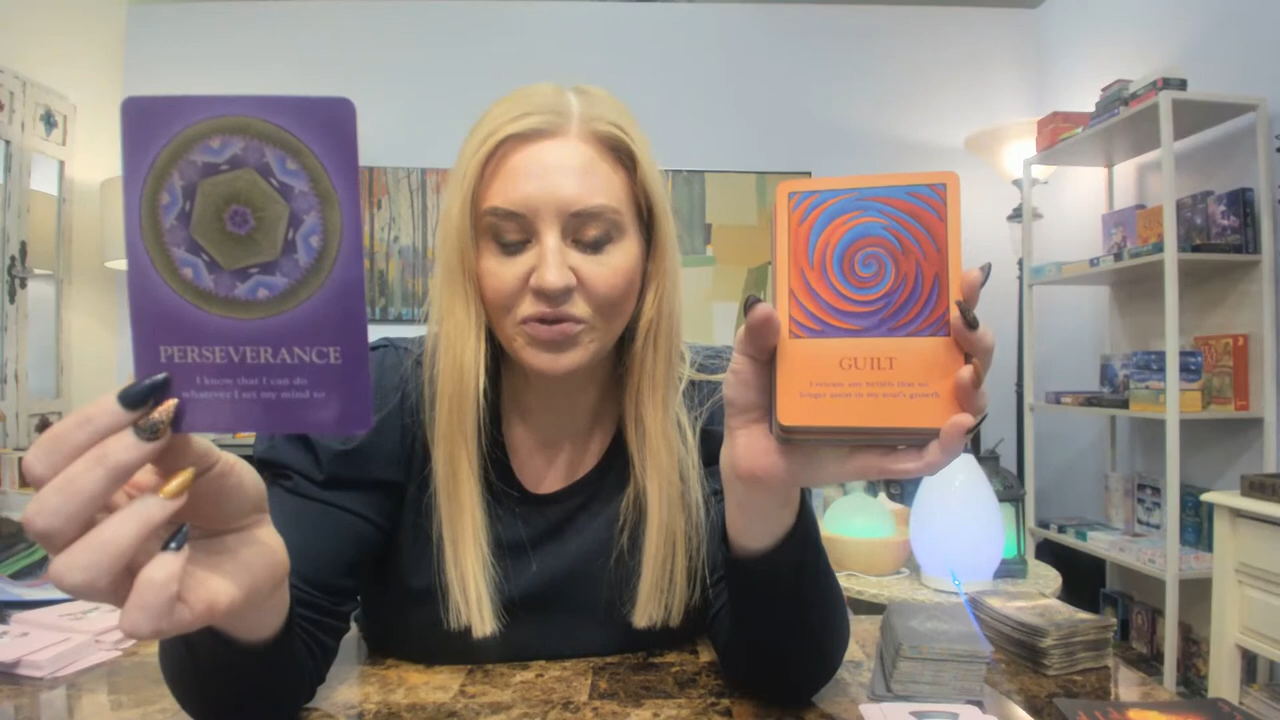 PERSEVERANCE
I know that I can do
whatever I set my mind to
GUILT
I release any beliefs that no
longer assist in my soul's growth.